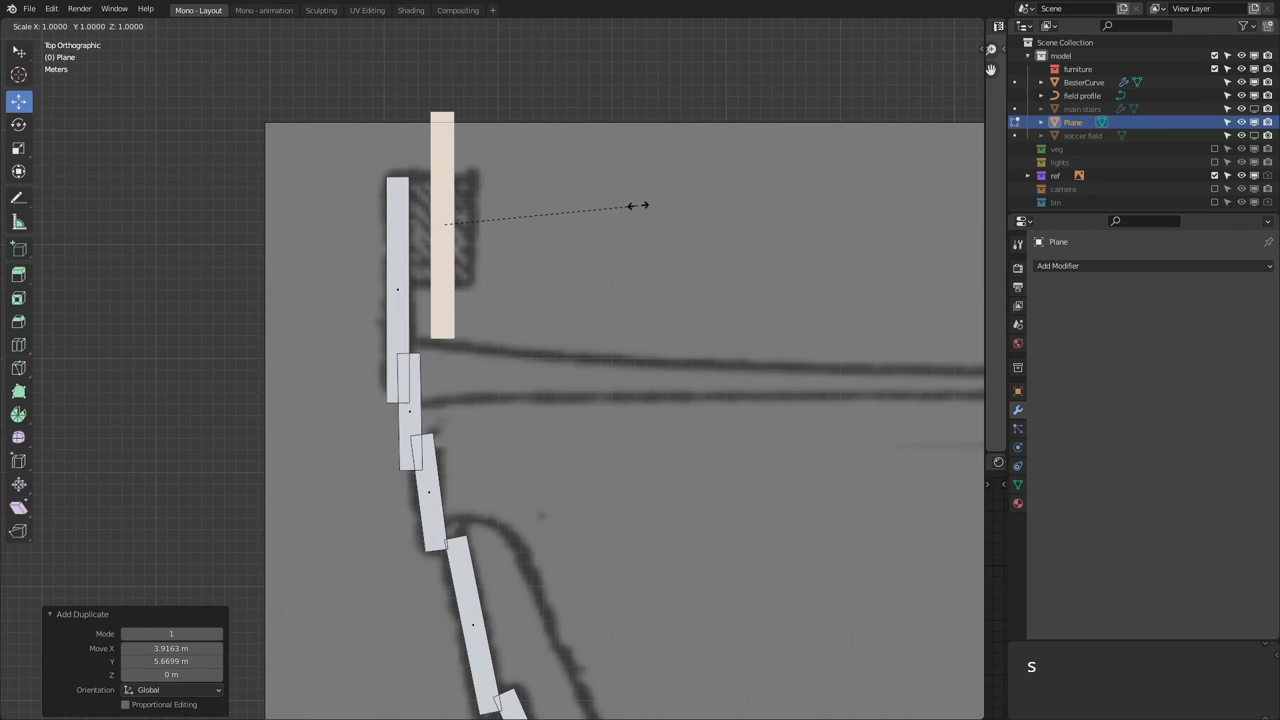 File Edit Render Window Help
Mono - Layout Mono - animation Sculpting UV Editing Shading Compositing +
Scene View Layer
Scale X: 1.0000 Y: 1.0000 Z: 1.0000
Top Orthographic
(0) Plane
Meters
Scene Collection
model
furniture
BezierCurve
field profile
main stairs
Plane
soccer field
veg
lights
ref
camera
bin
Plane
Add Modifier
Add Duplicate
Mode 1
Move X 3.9163 m
Y 5.6699 m
Z 0 m
Orientation Global
Proportional Editing
S